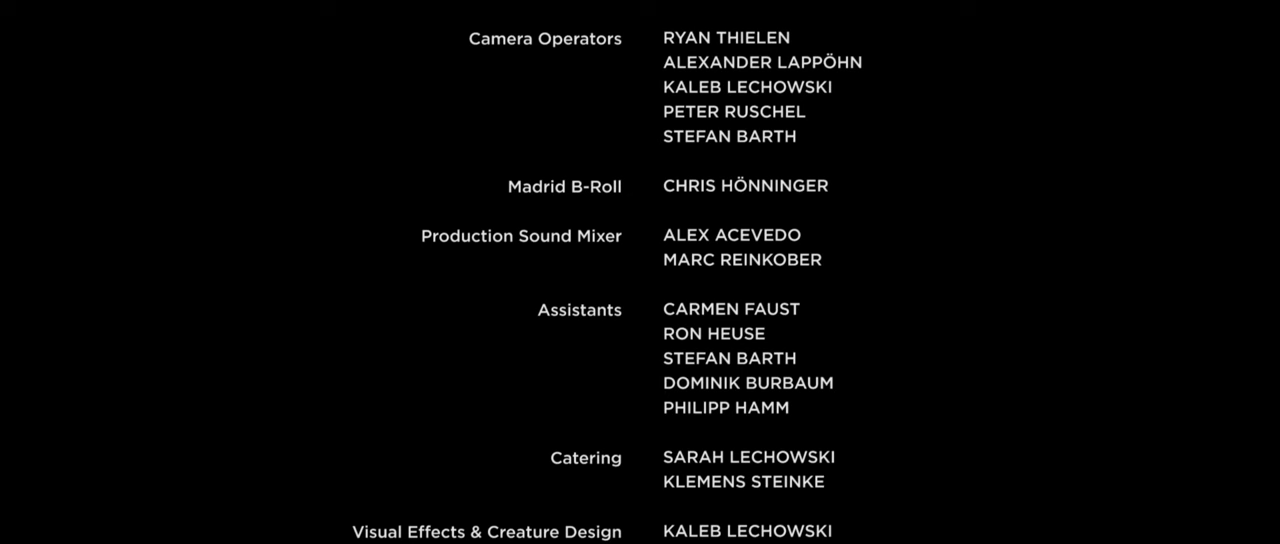 Camera Operators RYAN THIELEN
ALEXANDER LAPPÖHN
KALEB LECHOWSKI
PETER RUSCHEL
STEFAN BARTH
Madrid B-Roll CHRIS HÖNNINGER
Production Sound Mixer ALEX ACEVEDO
MARC REINKOBER
Assistants CARMEN FAUST
RON HEUSE
STEFAN BARTH
DOMINIK BURBAUM
PHILIPP HAMM
Catering SARAH LECHOWSKI
KLEMENS STEINKE
Visual Effects & Creature Design KALEB LECHOWSKI